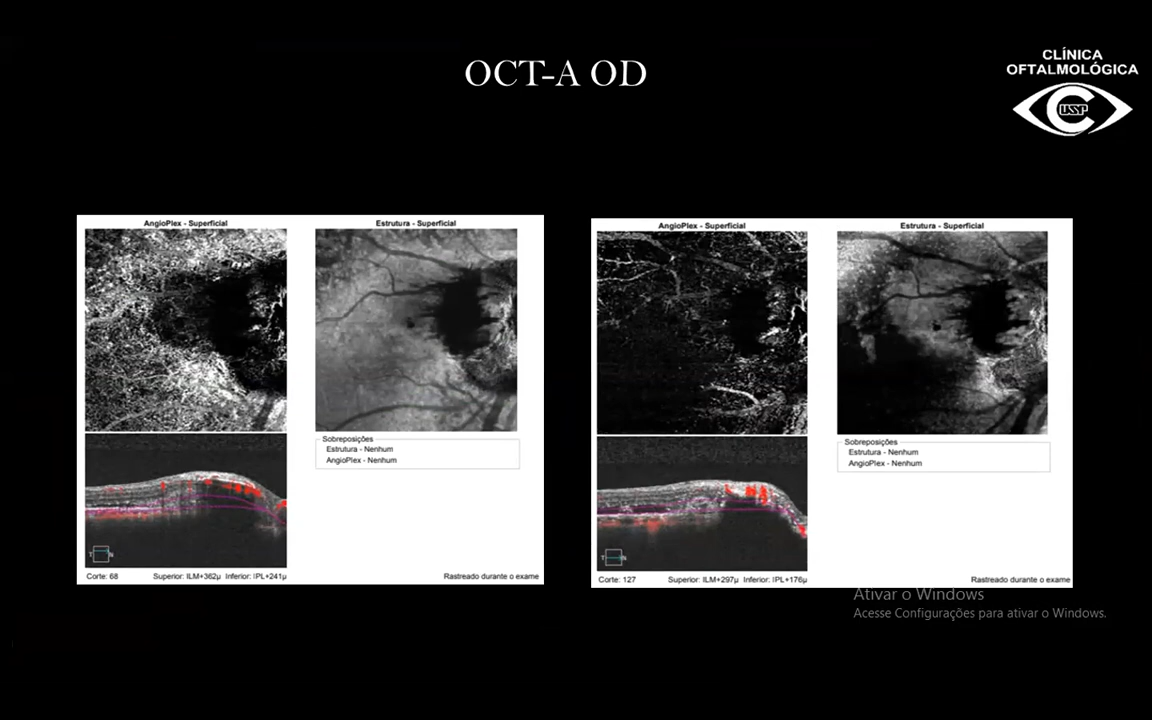 OCT-A OD
CLÍNICA
OFTALMOLÓGICA
USP
AngioPlex - Superficial
Estrutura - Superficial
Sobreposições
Estrutura - Nenhum
AngioPlex - Nenhum
T N
Corte: 68
Superior: ILM+362µ Inferior: IPL+241µ
Rastreado durante o exame
AngioPlex - Superficial
Estrutura - Superficial
Sobreposições
Estrutura - Nenhum
AngioPlex - Nenhum
T N
Corte: 127
Superior: ILM+297µ Inferior: IPL+176µ
Rastreado durante o exame
Ativar o Windows
Acesse Configurações para ativar o Windows.